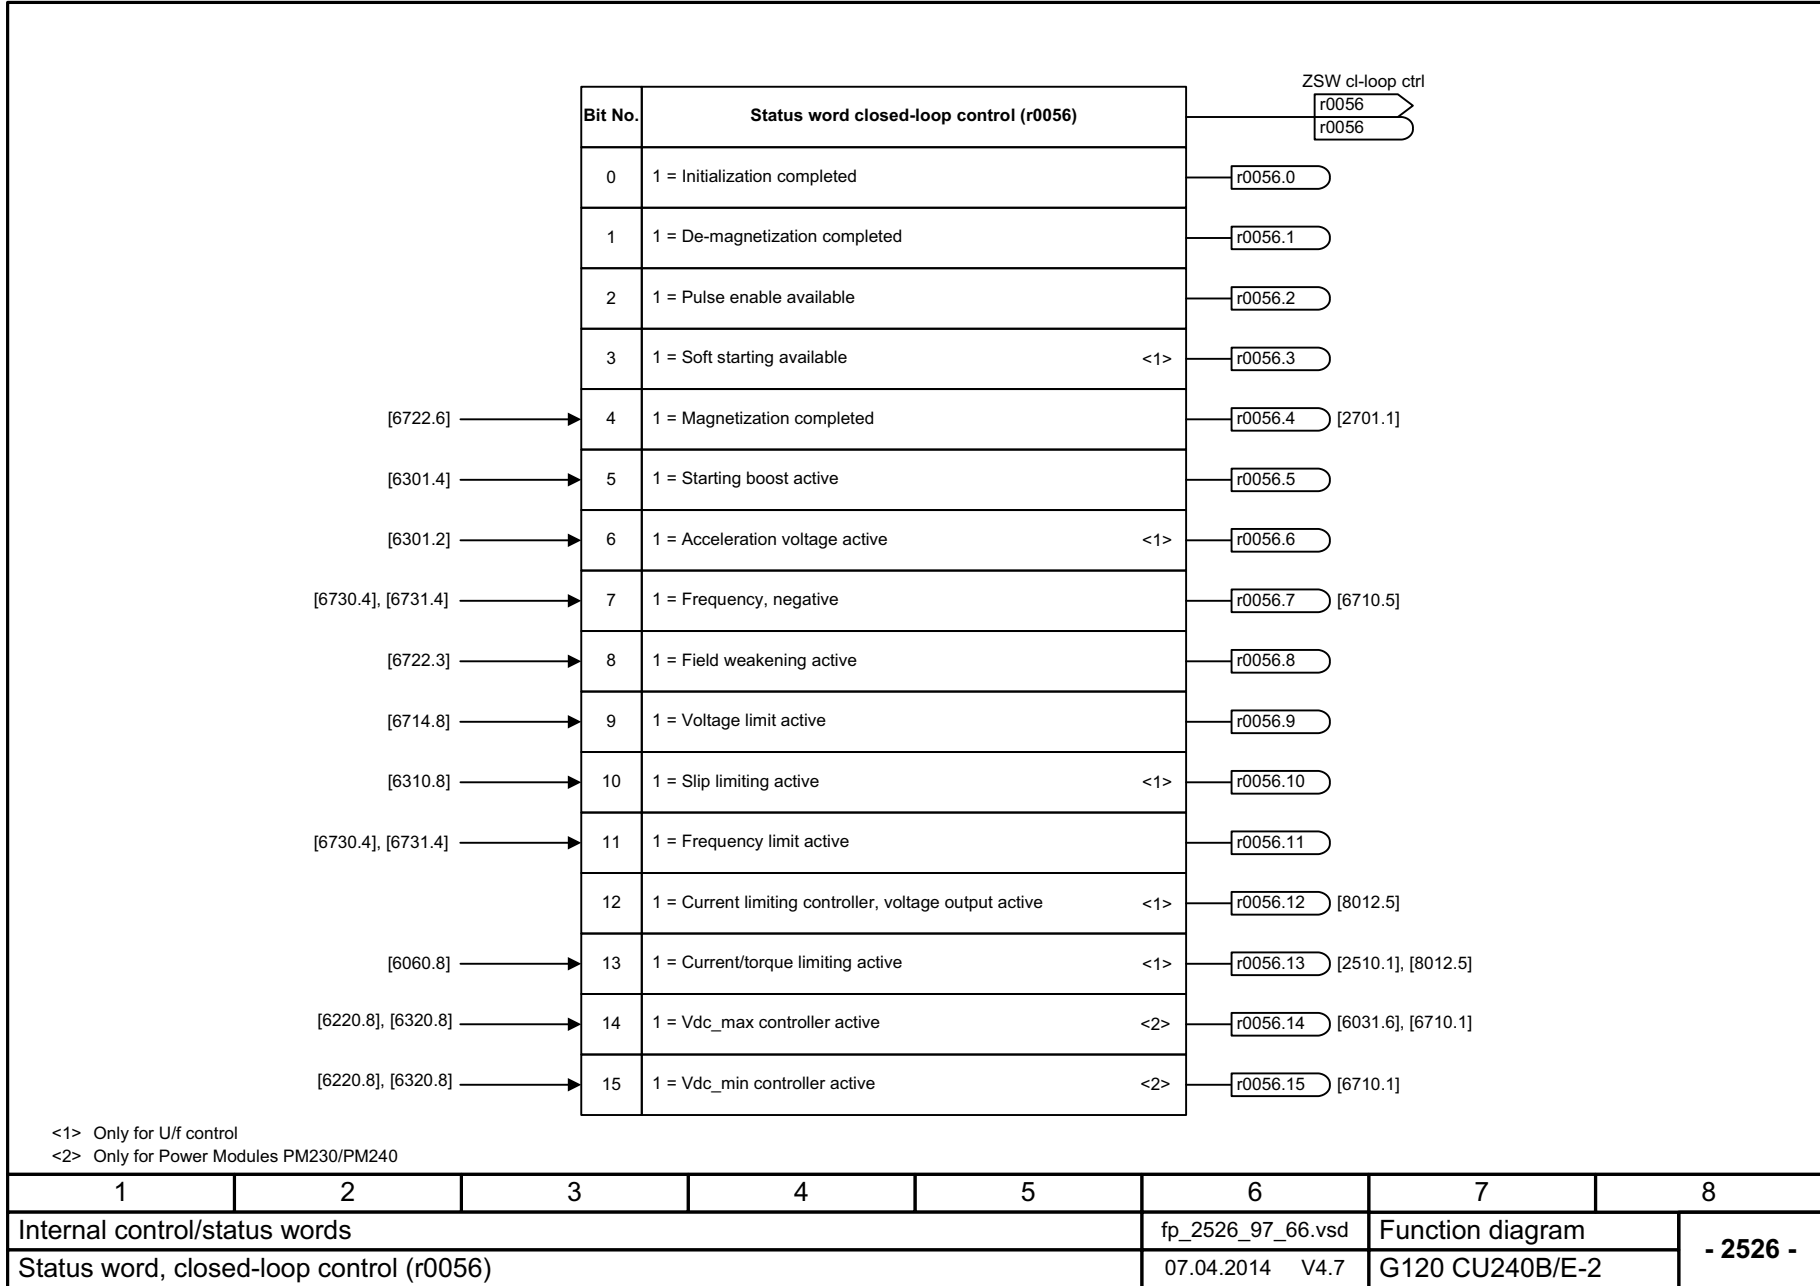 ZSW cl-loop ctrl
Bit No. Status word closed-loop control (r0056) r0056
r0056
0 1 = Initialization completed r0056.0
1 1 = De-magnetization completed r0056.1
2 1 = Pulse enable available r0056.2
3 1 = Soft starting available <1> r0056.3
[6722.6] 4 1 = Magnetization completed r0056.4 [2701.1]
[6301.4] 5 1 = Starting boost active r0056.5
[6301.2] 6 1 = Acceleration voltage active <1> r0056.6
[6730.4], [6731.4] 7 1 = Frequency, negative r0056.7 [6710.5]
[6722.3] 8 1 = Field weakening active r0056.8
[6714.8] 9 1 = Voltage limit active r0056.9
[6310.8] 10 1 = Slip limiting active <1> r0056.10
[6730.4], [6731.4] 11 1 = Frequency limit active r0056.11
12 1 = Current limiting controller, voltage output active <1> r0056.12 [8012.5]
[6060.8] 13 1 = Current/torque limiting active <1> r0056.13 [2510.1], [8012.5]
[6220.8], [6320.8] 14 1 = Vdc_max controller active <2> r0056.14 [6031.6], [6710.1]
[6220.8], [6320.8] 15 1 = Vdc_min controller active <2> r0056.15 [6710.1]
<1> Only for U/f control
<2> Only for Power Modules PM230/PM240
1 2 3 4 5 6 7 8
Internal control/status words fp_2526_97_66.vsd Function diagram
- 2526 -
Status word, closed-loop control (r0056) 07.04.2014 V4.7 G120 CU240B/E-2